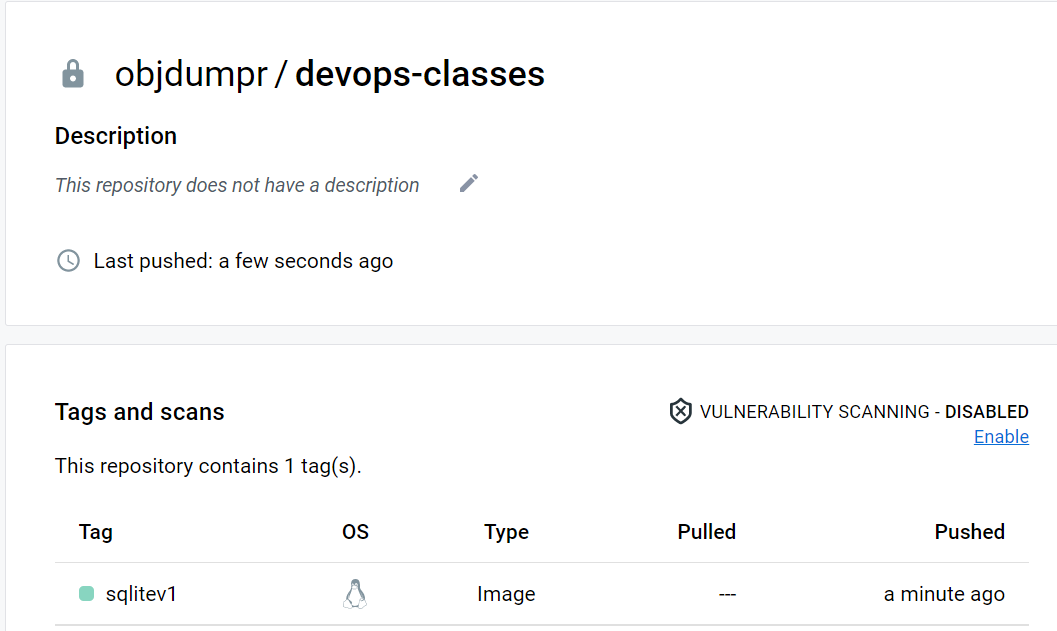 objdumpr / devops-classes
Description
This repository does not have a description
Last pushed: a few seconds ago
Tags and scans
VULNERABILITY SCANNING - DISABLED
Enable
This repository contains 1 tag(s).
Tag OS Type Pulled Pushed
sqlitev1 Image --- a minute ago